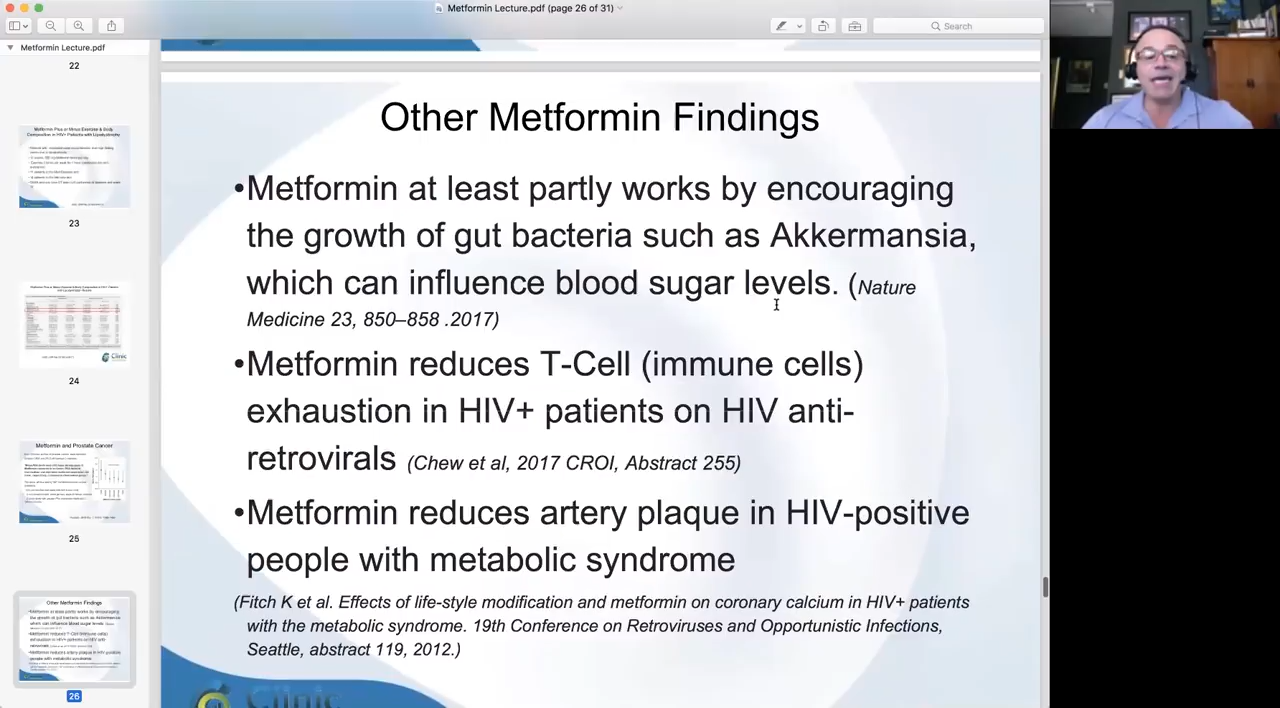 Metformin Lecture.pdf (page 26 of 31)
Search
Metformin Lecture.pdf
22
23
24
Metformin and Prostate Cancer
25
Other Metformin Findings
26
Other Metformin Findings
•Metformin at least partly works by encouraging
the growth of gut bacteria such as Akkermansia,
which can influence blood sugar levels. (Nature
Medicine 23, 850–858 .2017)
•Metformin reduces T-Cell (immune cells)
exhaustion in HIV+ patients on HIV anti-
retrovirals (Chew et al. 2017 CROI, Abstract 255)
•Metformin reduces artery plaque in HIV-positive
people with metabolic syndrome
(Fitch K et al. Effects of life-style modification and metformin on coronary calcium in HIV+ patients
with the metabolic syndrome. 19th Conference on Retroviruses and Opportunistic Infections,
Seattle, abstract 119, 2012.)
Clinic